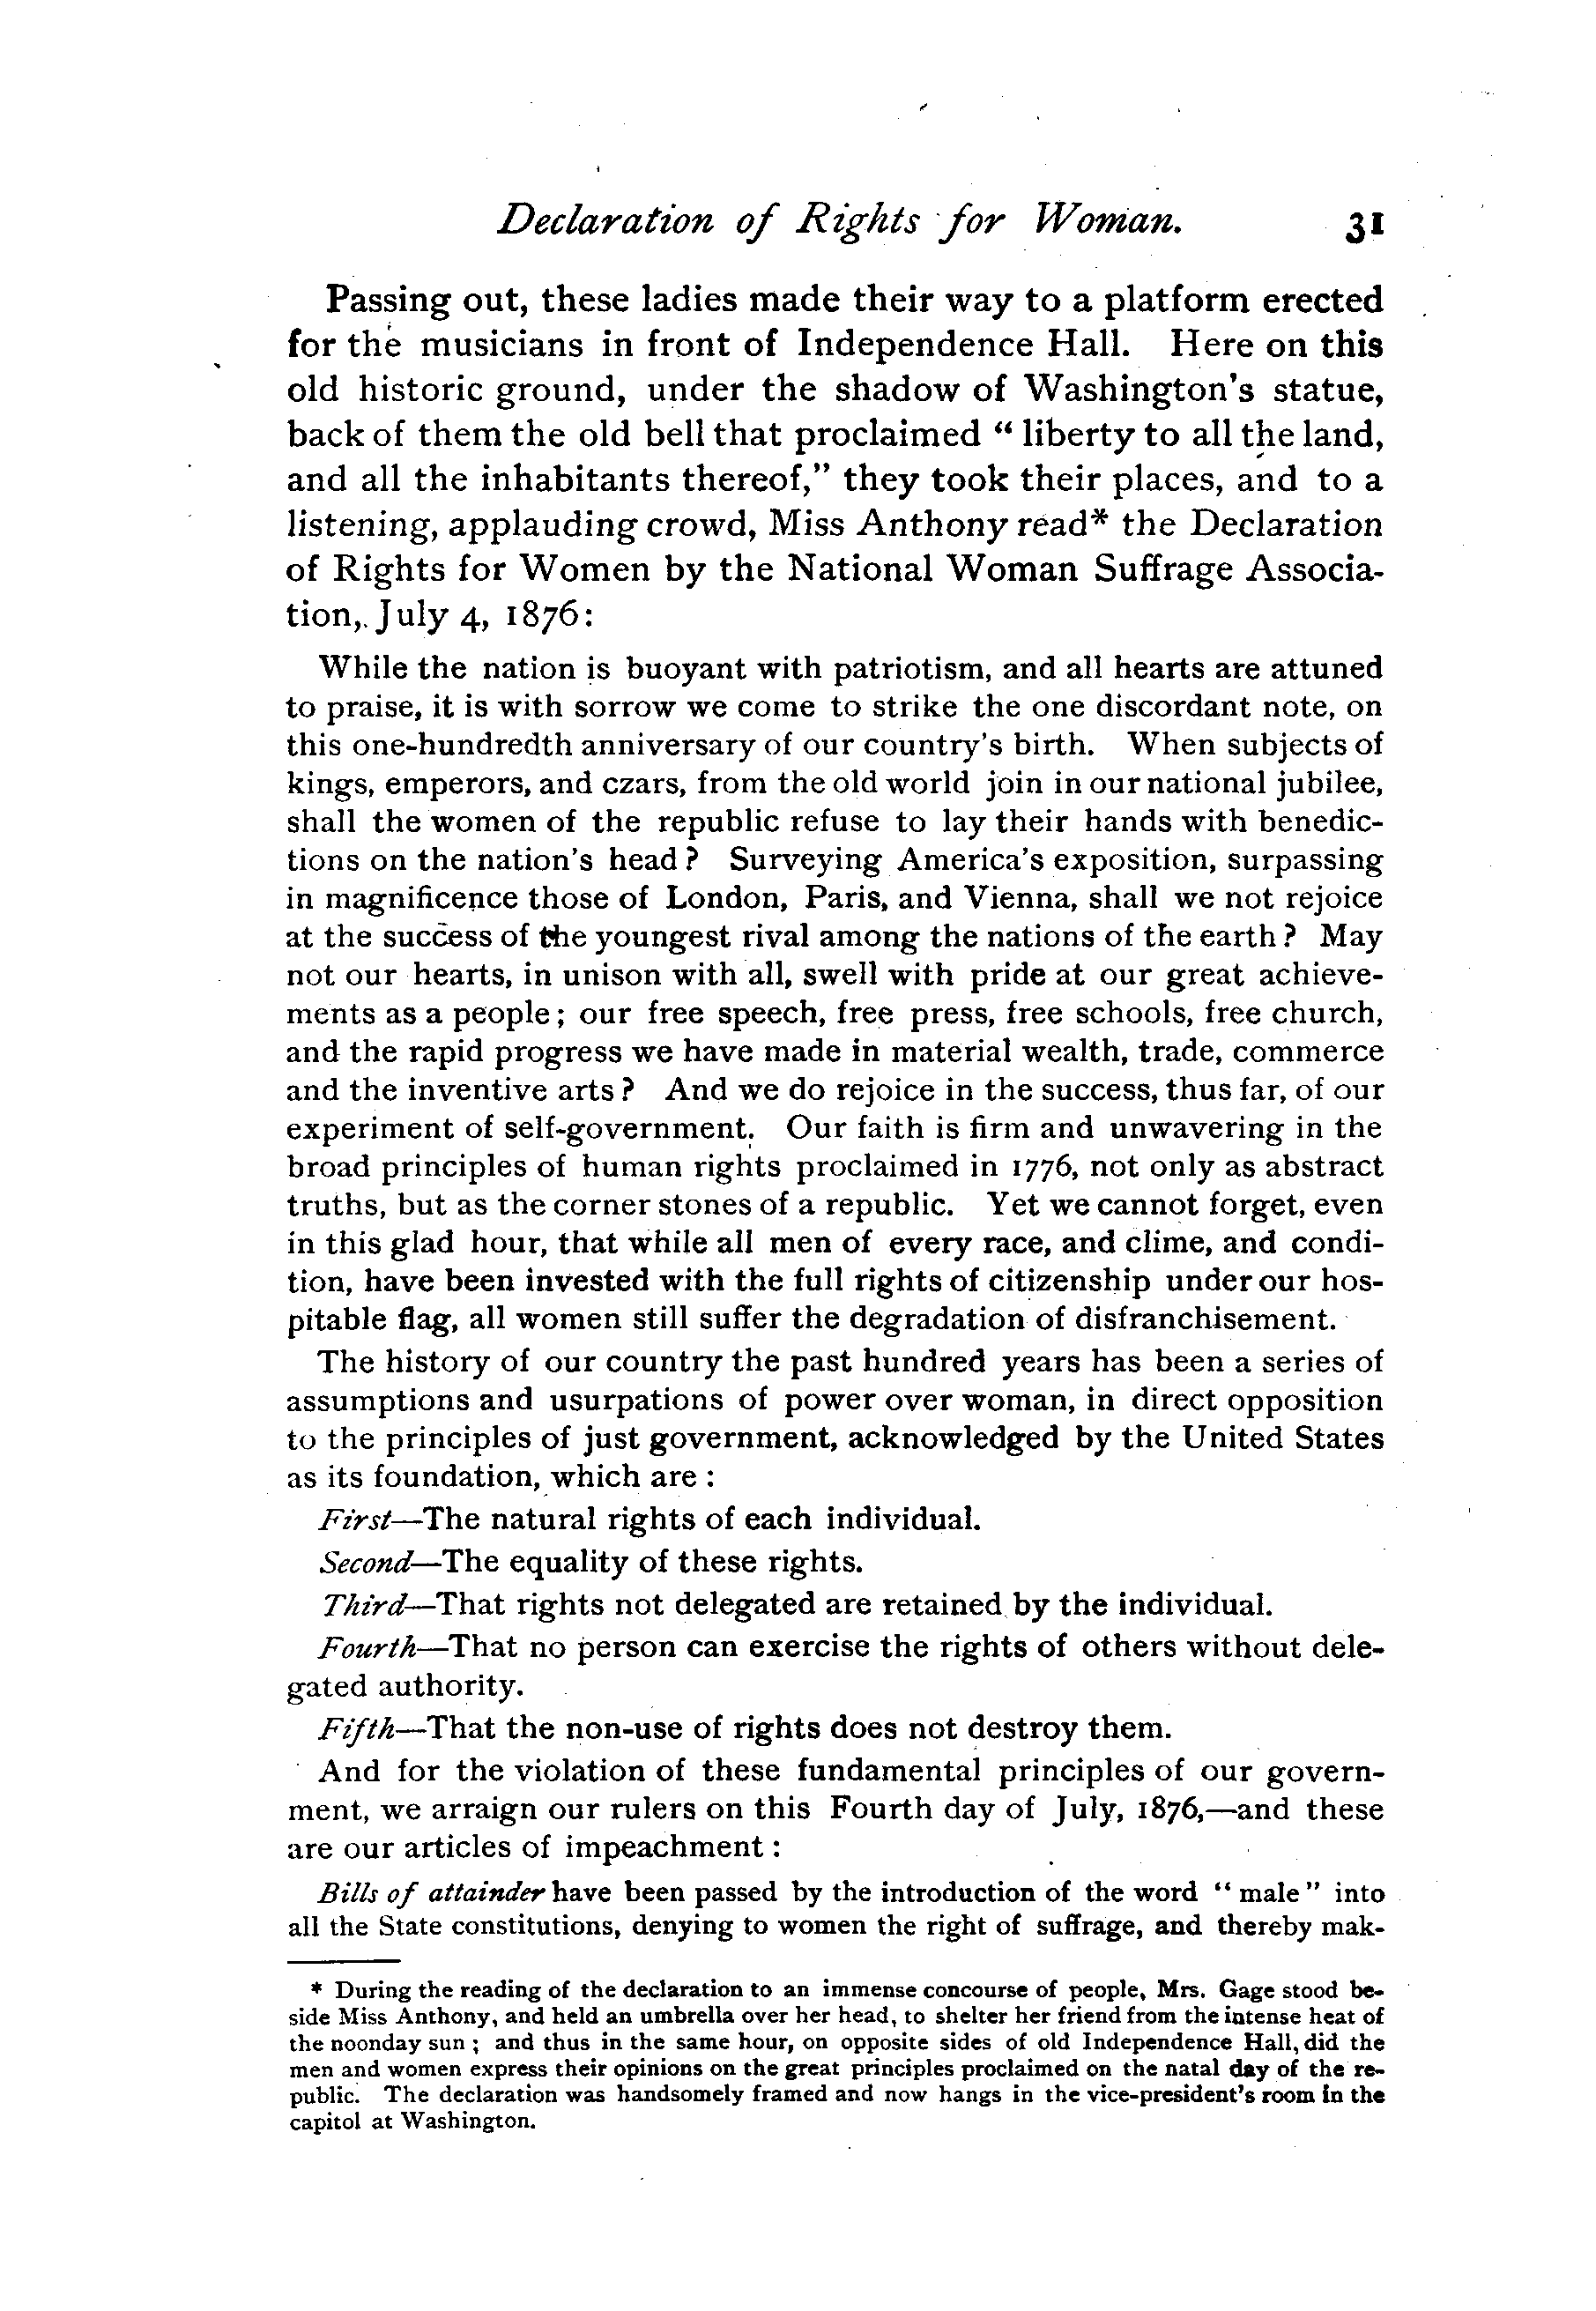 Declaration of Rights for Woman. 31
Passing out, these ladies made their way to a platform erected
for the musicians in front of Independence Hall. Here on this
old historic ground, under the shadow of Washington's statue,
back of them the old bell that proclaimed " liberty to all the land,
and all the inhabitants thereof," they took their places, and to a
listening, applauding crowd, Miss Anthony read* the Declaration
of Rights for Women by the National Woman Suffrage Associa-
tion, July 4, 1876:
While the nation is buoyant with patriotism, and all hearts are attuned
to praise, it is with sorrow we come to strike the one discordant note, on
this one-hundredth anniversary of our country's birth. When subjects of
kings, emperors, and czars, from the old world join in our national jubilee,
shall the women of the republic refuse to lay their hands with benedic-
tions on the nation's head ? Surveying America's exposition, surpassing
in magnificence those of London, Paris, and Vienna, shall we not rejoice
at the success of the youngest rival among the nations of the earth ? May
not our hearts, in unison with all, swell with pride at our great achieve-
ments as a people; our free speech, free press, free schools, free church,
and the rapid progress we have made in material wealth, trade, commerce
and the inventive arts ? And we do rejoice in the success, thus far, of our
experiment of self-government. Our faith is firm and unwavering in the
broad principles of human rights proclaimed in 1776, not only as abstract
truths, but as the corner stones of a republic. Yet we cannot forget, even
in this glad hour, that while all men of every race, and clime, and condi-
tion, have been invested with the full rights of citizenship under our hos-
pitable flag, all women still suffer the degradation of disfranchisement.
The history of our country the past hundred years has been a series of
assumptions and usurpations of power over woman, in direct opposition
to the principles of just government, acknowledged by the United States
as its foundation, which are :
First—The natural rights of each individual.
Second—The equality of these rights.
Third—That rights not delegated are retained by the individual.
Fourth—That no person can exercise the rights of others without dele-
gated authority.
Fifth—That the non-use of rights does not destroy them.
And for the violation of these fundamental principles of our govern-
ment, we arraign our rulers on this Fourth day of July, 1876,—and these
are our articles of impeachment :
Bills of attainder have been passed by the introduction of the word " male " into
all the State constitutions, denying to women the right of suffrage, and thereby mak-
* During the reading of the declaration to an immense concourse of people, Mrs. Gage stood be-
side Miss Anthony, and held an umbrella over her head, to shelter her friend from the intense heat of
the noonday sun ; and thus in the same hour, on opposite sides of old Independence Hall, did the
men and women express their opinions on the great principles proclaimed on the natal day of the re-
public. The declaration was handsomely framed and now hangs in the vice-president's room in the
capitol at Washington.